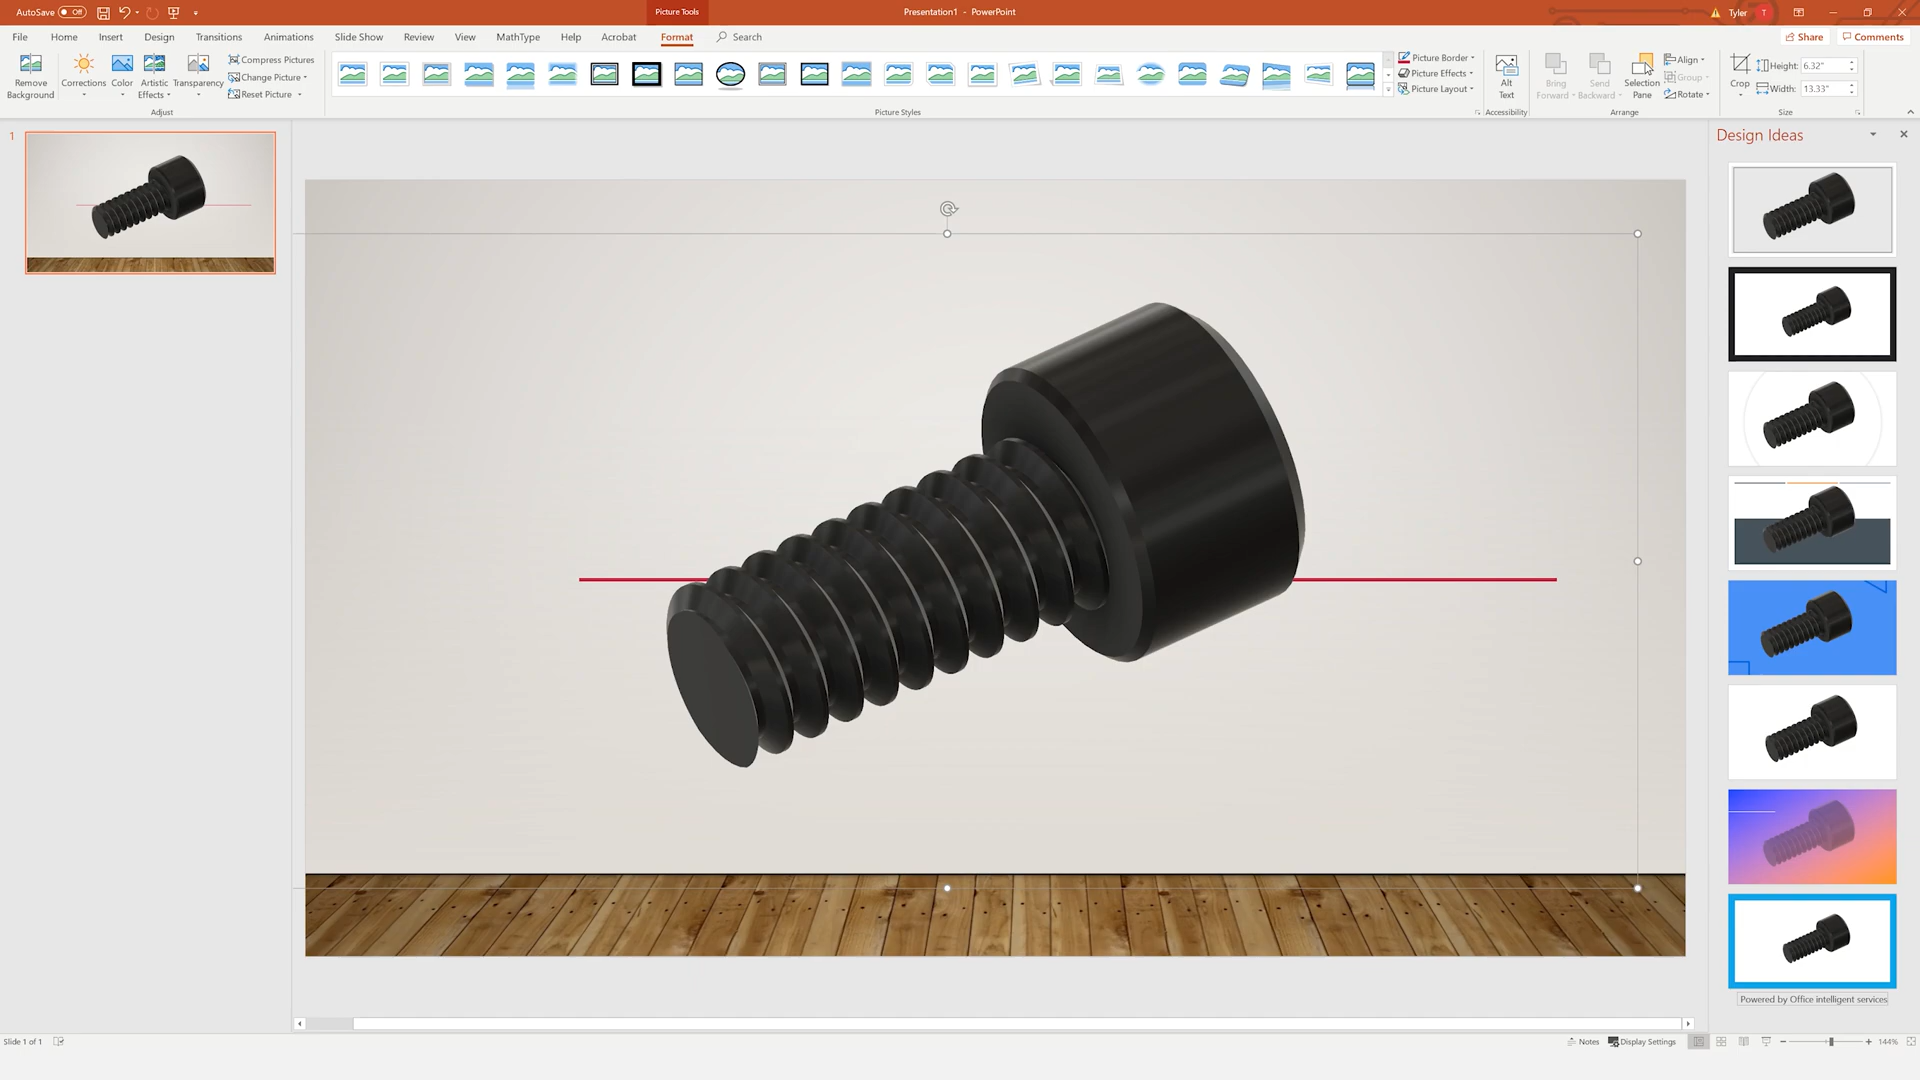 AutoSave Off
Picture Tools
Presentation1 - PowerPoint
Tyler
T
File Home Insert Design Transitions Animations Slide Show Review View MathType Help Acrobat Format Search
Share
Comments
Remove Background
Corrections
Color
Artistic Effects
Transparency
Compress Pictures
Change Picture
Reset Picture
Adjust
Picture Styles
Picture Border
Picture Effects
Picture Layout
Alt Text
Accessibility
Bring Forward
Send Backward
Selection Pane
Align
Group
Rotate
Arrange
Crop
Height: 6.32"
Width: 13.33"
Size
1
Design Ideas
Powered by Office intelligent services
Slide 1 of 1
Notes
Display Settings
144%